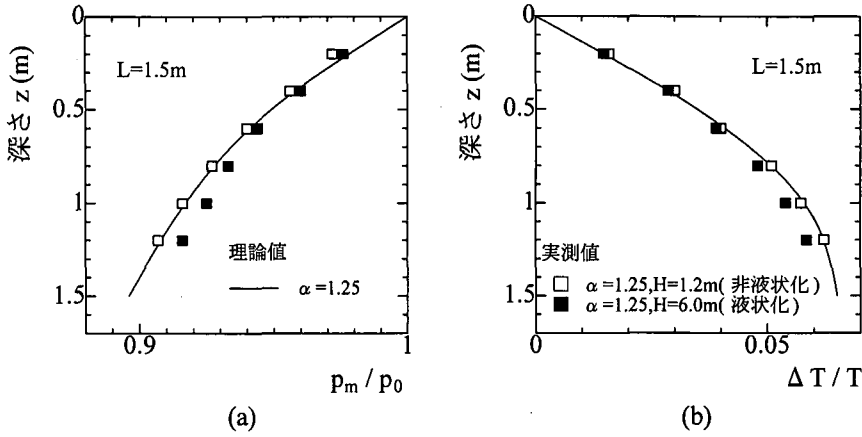 0
0.5
1
1.5
深さ z (m)
L=1.5m
理論値
α=1.25
0.9
1
p_m / p_0
(a)
0
0.5
1
1.5
深さ z (m)
L=1.5m
実測値
α=1.25,H=1.2m( 非液状化)
α=1.25,H=6.0m( 液状化)
0
0.05
ΔT / T
(b)